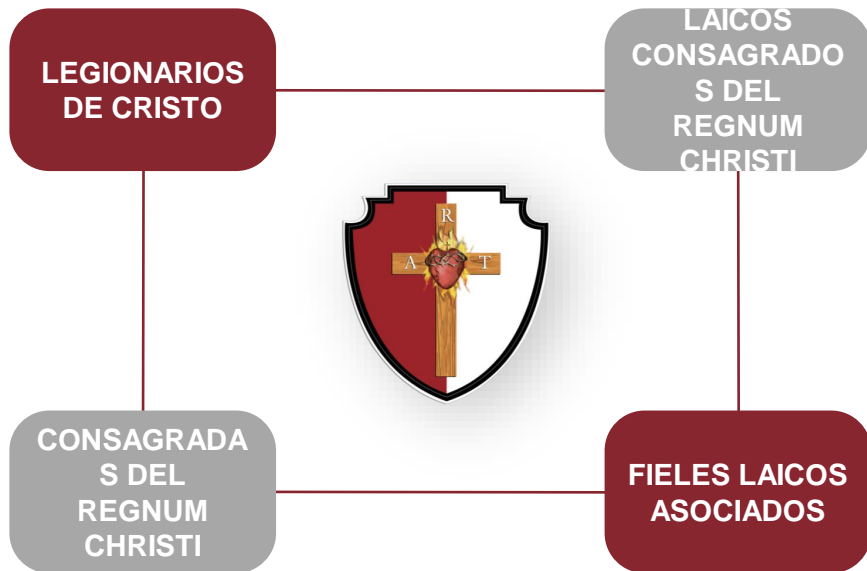 LEGIONARIOS
DE CRISTO
LAICOS
CONSAGRADO
S DEL
REGNUM
CHRISTI
R
A T
CONSAGRADA
S DEL
REGNUM
CHRISTI
FIELES LAICOS
ASOCIADOS